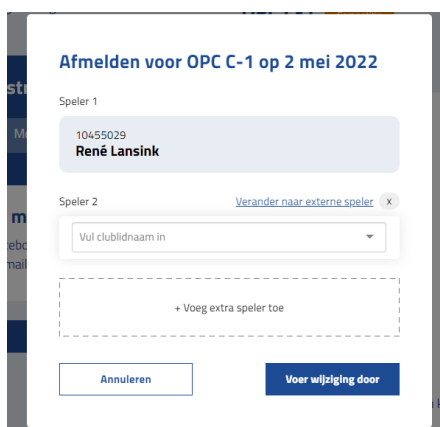 Afmelden voor OPC C-1 op 2 mei 2022
Speler 1
10455029
René Lansink
Speler 2
Verander naar externe speler x
Vul clublidnaam in
+ Voeg extra speler toe
Annuleren
Voer wijziging door